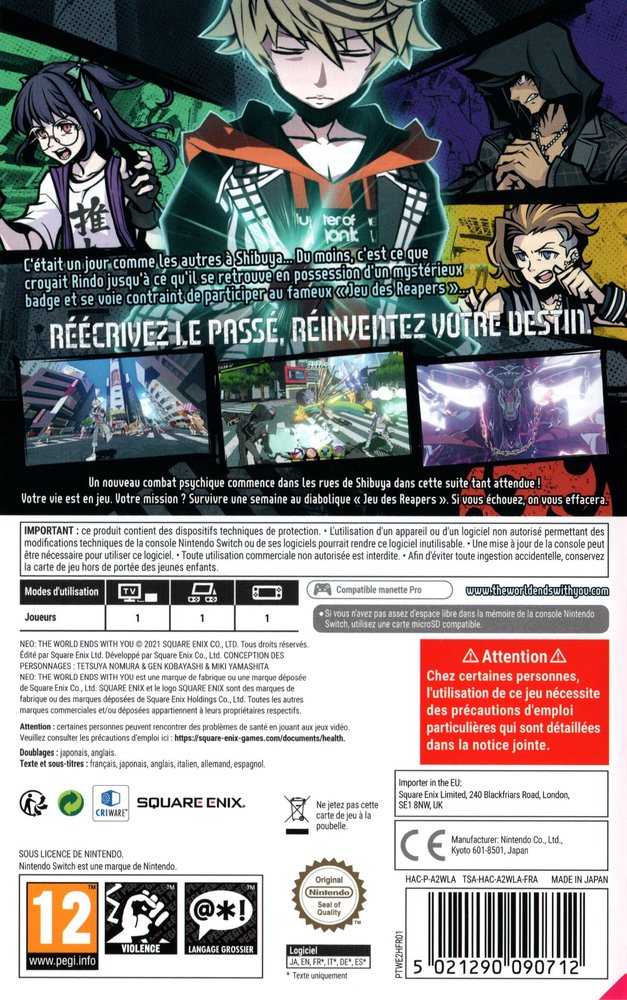 推
C'était un jour comme les autres à Shibuya... Du moins, c'est ce que
croyait Rindo jusqu'à ce qu'il se retrouve en possession d'un mystérieux
badge et se voie contraint de participer au fameux « Jeu des Reapers »...
RÉÉCRIVEZ LE PASSÉ, RÉINVENTEZ VOTRE DESTIN.
Un nouveau combat psychique commence dans les rues de Shibuya dans cette suite tant attendue !
Votre vie est en jeu. Votre mission ? Survivre une semaine au diabolique « Jeu des Reapers ». Si vous échouez, on vous effacera.
IMPORTANT : ce produit contient des dispositifs techniques de protection. • L'utilisation d'un appareil ou d'un logiciel non autorisé permettant des
modifications techniques de la console Nintendo Switch ou de ses logiciels pourrait rendre ce logiciel inutilisable. • Une mise à jour de la console peut
être nécessaire pour utiliser ce logiciel. • Toute utilisation commerciale non autorisée est interdite. • Afin d'éviter toute ingestion accidentelle, conservez
la carte de jeu hors de portée des jeunes enfants.
Modes d'utilisation TV
Joueurs 1 1 1
Compatible manette Pro
www.theworldendswithyou.com
• Si vous n'avez pas assez d'espace libre dans la mémoire de la console Nintendo
Switch, utilisez une carte microSD compatible.
NEO: THE WORLD ENDS WITH YOU © 2021 SQUARE ENIX CO., LTD. Tous droits réservés.
Édité par Square Enix Ltd. Développé par Square Enix Co., Ltd. CONCEPTION DES
PERSONNAGES : TETSUYA NOMURA & GEN KOBAYASHI & MIKI YAMASHITA
NEO: THE WORLD ENDS WITH YOU est une marque de fabrique ou une marque déposée
de Square Enix Co., Ltd. SQUARE ENIX et le logo SQUARE ENIX sont des marques de
fabrique ou des marques déposées de Square Enix Holdings Co., Ltd. Toutes les autres
marques commerciales et/ou déposées appartiennent à leurs propriétaires respectifs.
Attention : certaines personnes peuvent rencontrer des problèmes de santé en jouant aux jeux vidéo.
Veuillez consulter les précautions d'emploi ici : https://square-enix-games.com/documents/health.
Doublages : japonais, anglais.
Texte et sous-titres : français, japonais, anglais, italien, allemand, espagnol.
Attention
Chez certaines personnes,
l'utilisation de ce jeu nécessite
des précautions d'emploi
particulières qui sont détaillées
dans la notice jointe.
CRIWARE™
SQUARE ENIX.
Ne jetez pas cette
carte de jeu à la
poubelle.
Importer in the EU:
Square Enix Limited, 240 Blackfriars Road, London,
SE1 8NW, UK
CE
Manufacturer: Nintendo Co., Ltd.,
Kyoto 601-8501, Japan
SOUS LICENCE DE NINTENDO.
Nintendo Switch est une marque de Nintendo.
HAC-P-A2WLA TSA-HAC-A2WLA-FRA MADE IN JAPAN
12
www.pegi.info
VIOLENCE
@*!
LANGAGE GROSSIER
Original
Nintendo
Seal of
Quality
Logiciel
JA, EN, FR*, IT*, DE*, ES*
* Texte uniquement
PTWE2HFR01
5 021290 090712